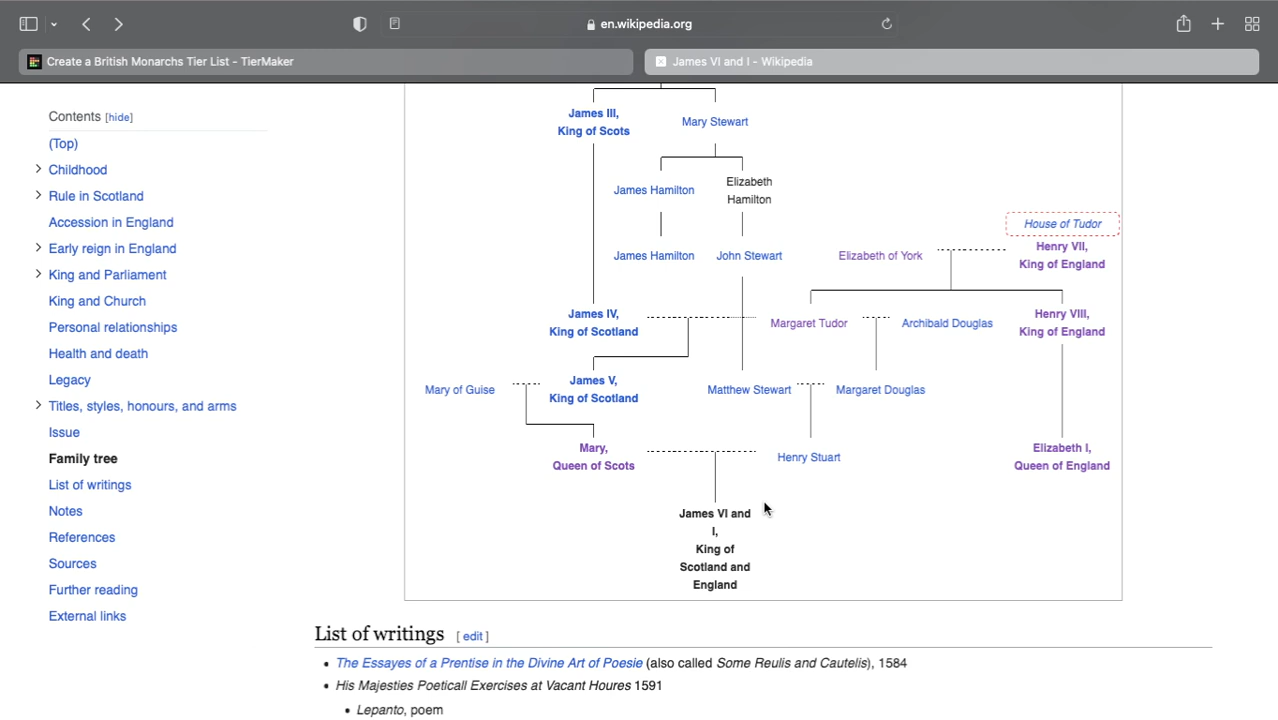 en.wikipedia.org
Create a British Monarchs Tier List - TierMaker
James VI and I - Wikipedia
Contents [hide]
(Top)
Childhood
Rule in Scotland
Accession in England
Early reign in England
King and Parliament
King and Church
Personal relationships
Health and death
Legacy
Titles, styles, honours, and arms
Issue
Family tree
List of writings
Notes
References
Sources
Further reading
External links
James III,
King of Scots
Mary Stewart
James Hamilton
Elizabeth
Hamilton
House of Tudor
James Hamilton
John Stewart
Elizabeth of York
Henry VII,
King of England
James IV,
King of Scotland
Margaret Tudor
Archibald Douglas
Henry VIII,
King of England
Mary of Guise
James V,
King of Scotland
Matthew Stewart
Margaret Douglas
Mary,
Queen of Scots
Henry Stuart
Elizabeth I,
Queen of England
James VI and
I,
King of
Scotland and
England
List of writings [ edit ]
• The Essayes of a Prentise in the Divine Art of Poesie (also called Some Reulis and Cautelis), 1584
• His Majesties Poeticall Exercises at Vacant Houres 1591
• Lepanto, poem